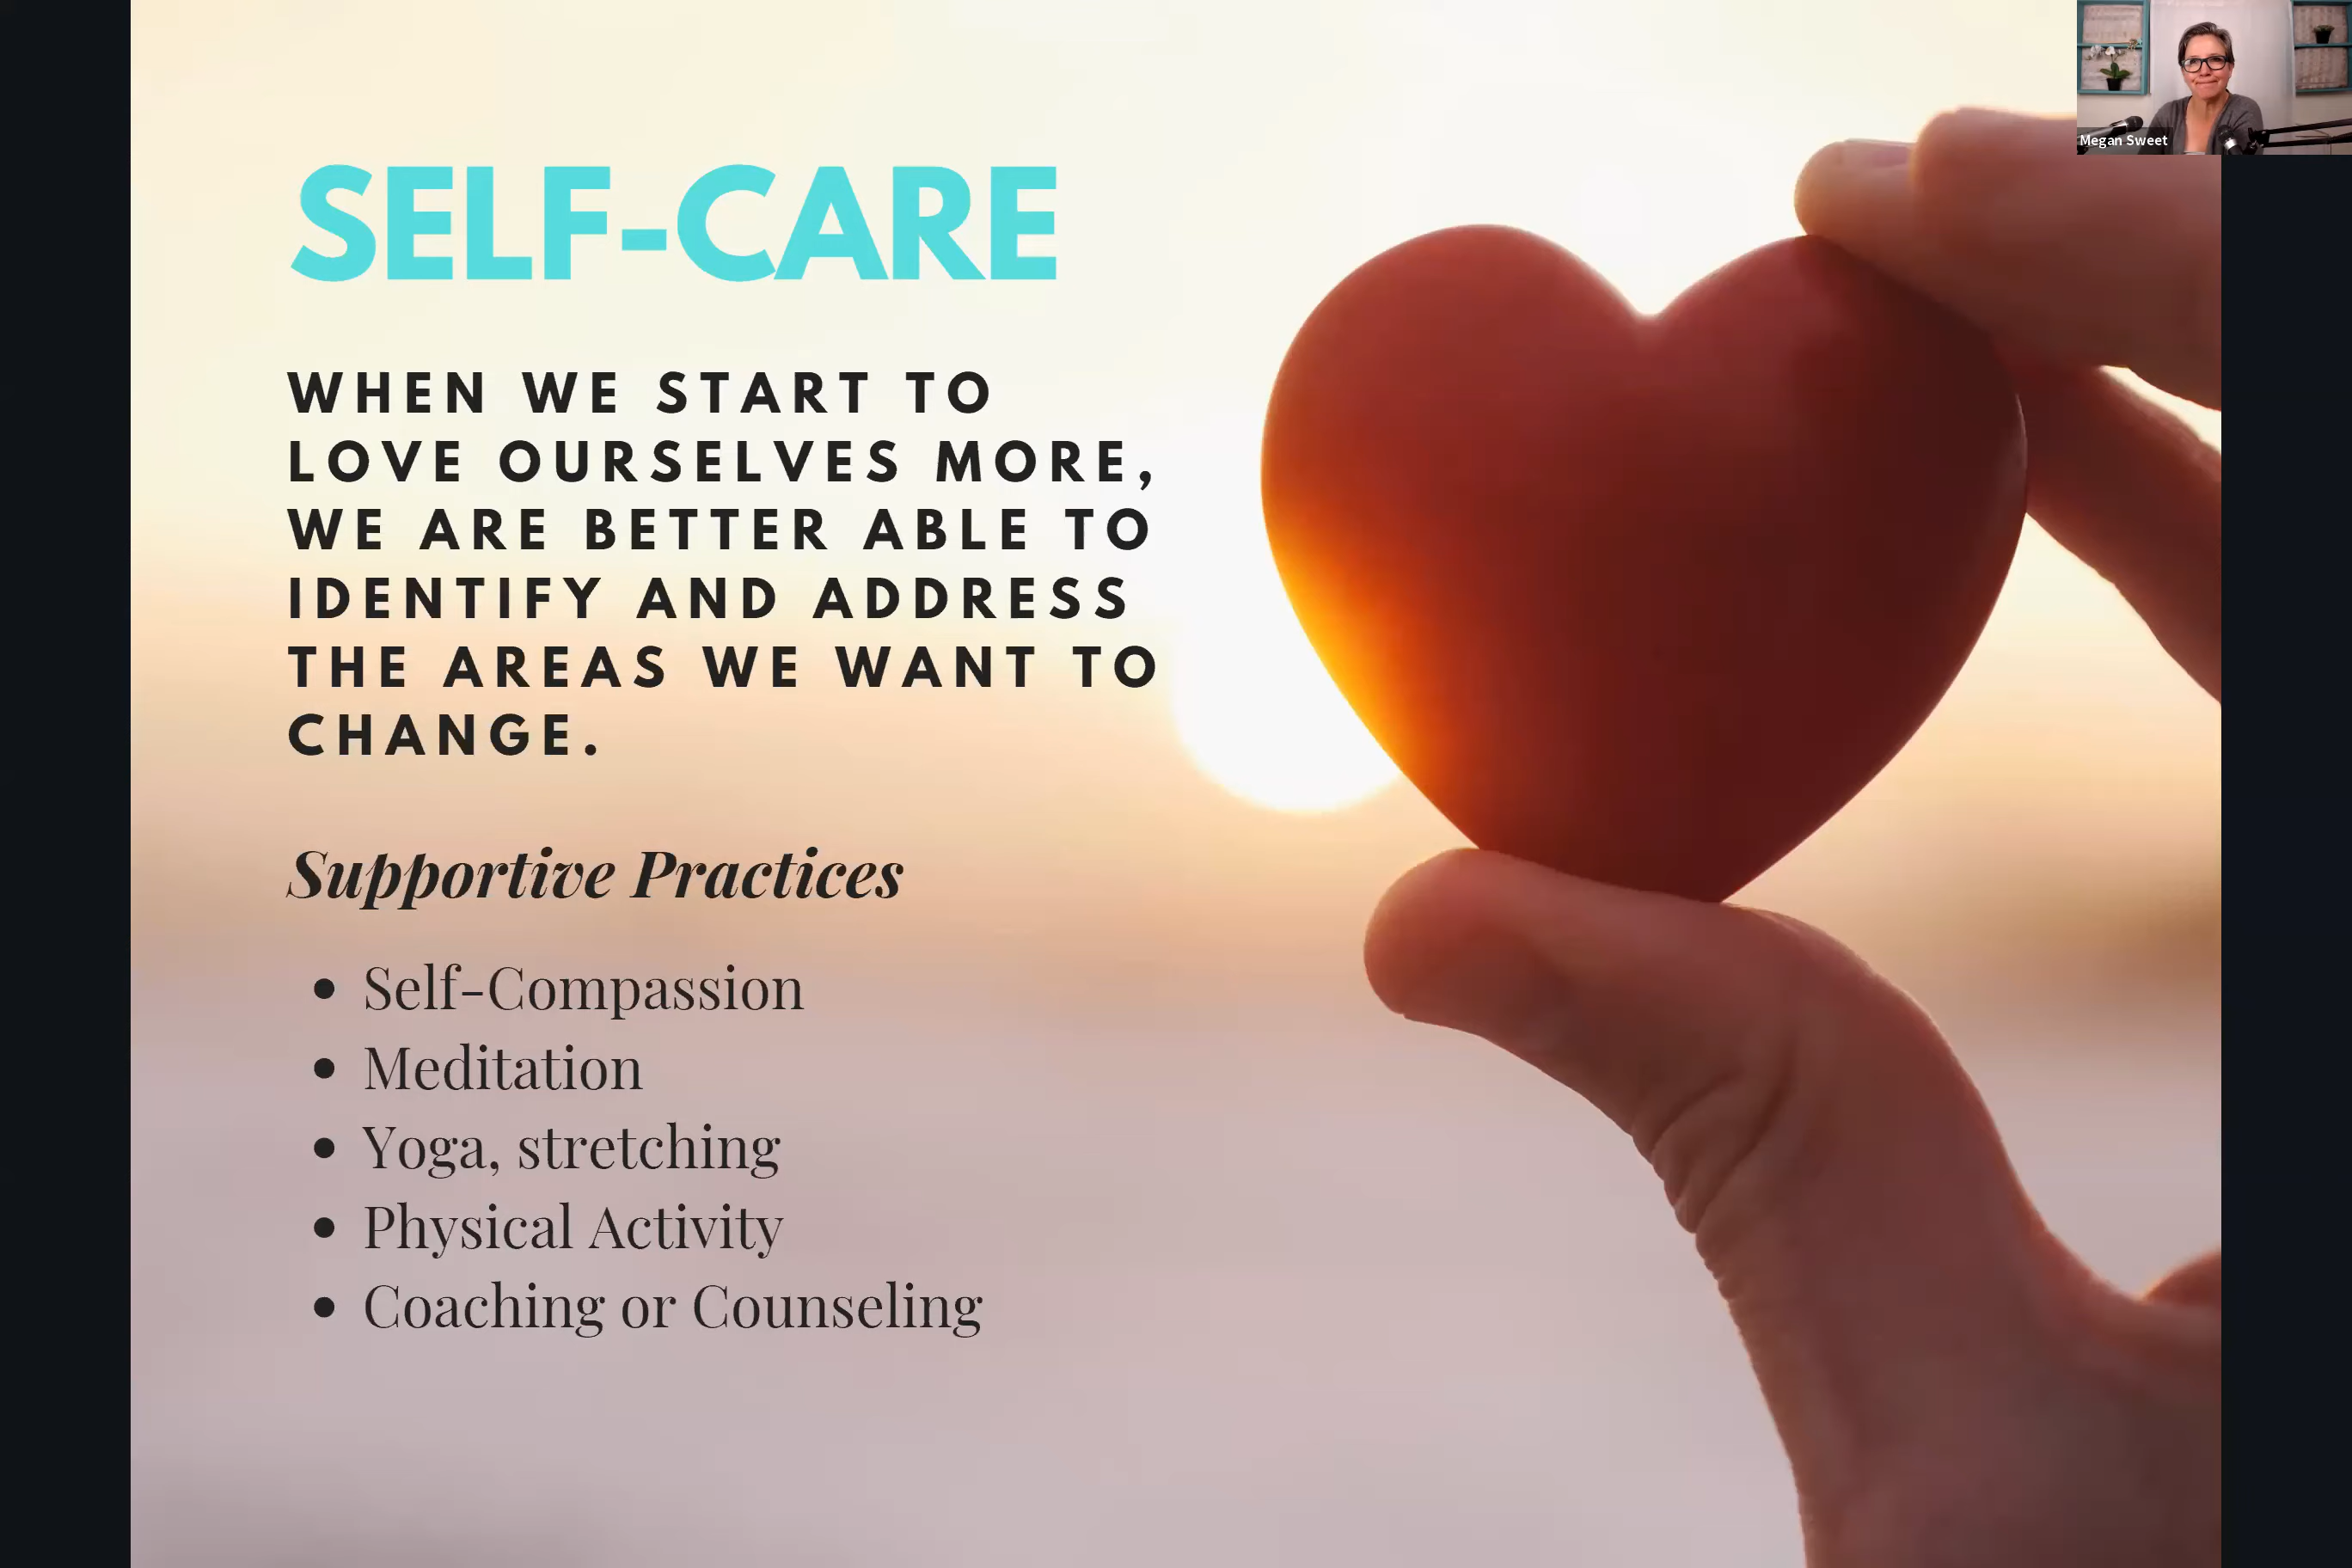 SELF-CARE
WHEN WE START TO
LOVE OURSELVES MORE,
WE ARE BETTER ABLE TO
IDENTIFY AND ADDRESS
THE AREAS WE WANT TO
CHANGE.
Supportive Practices
• Self-Compassion
• Meditation
• Yoga, stretching
• Physical Activity
• Coaching or Counseling
Megan Sweet